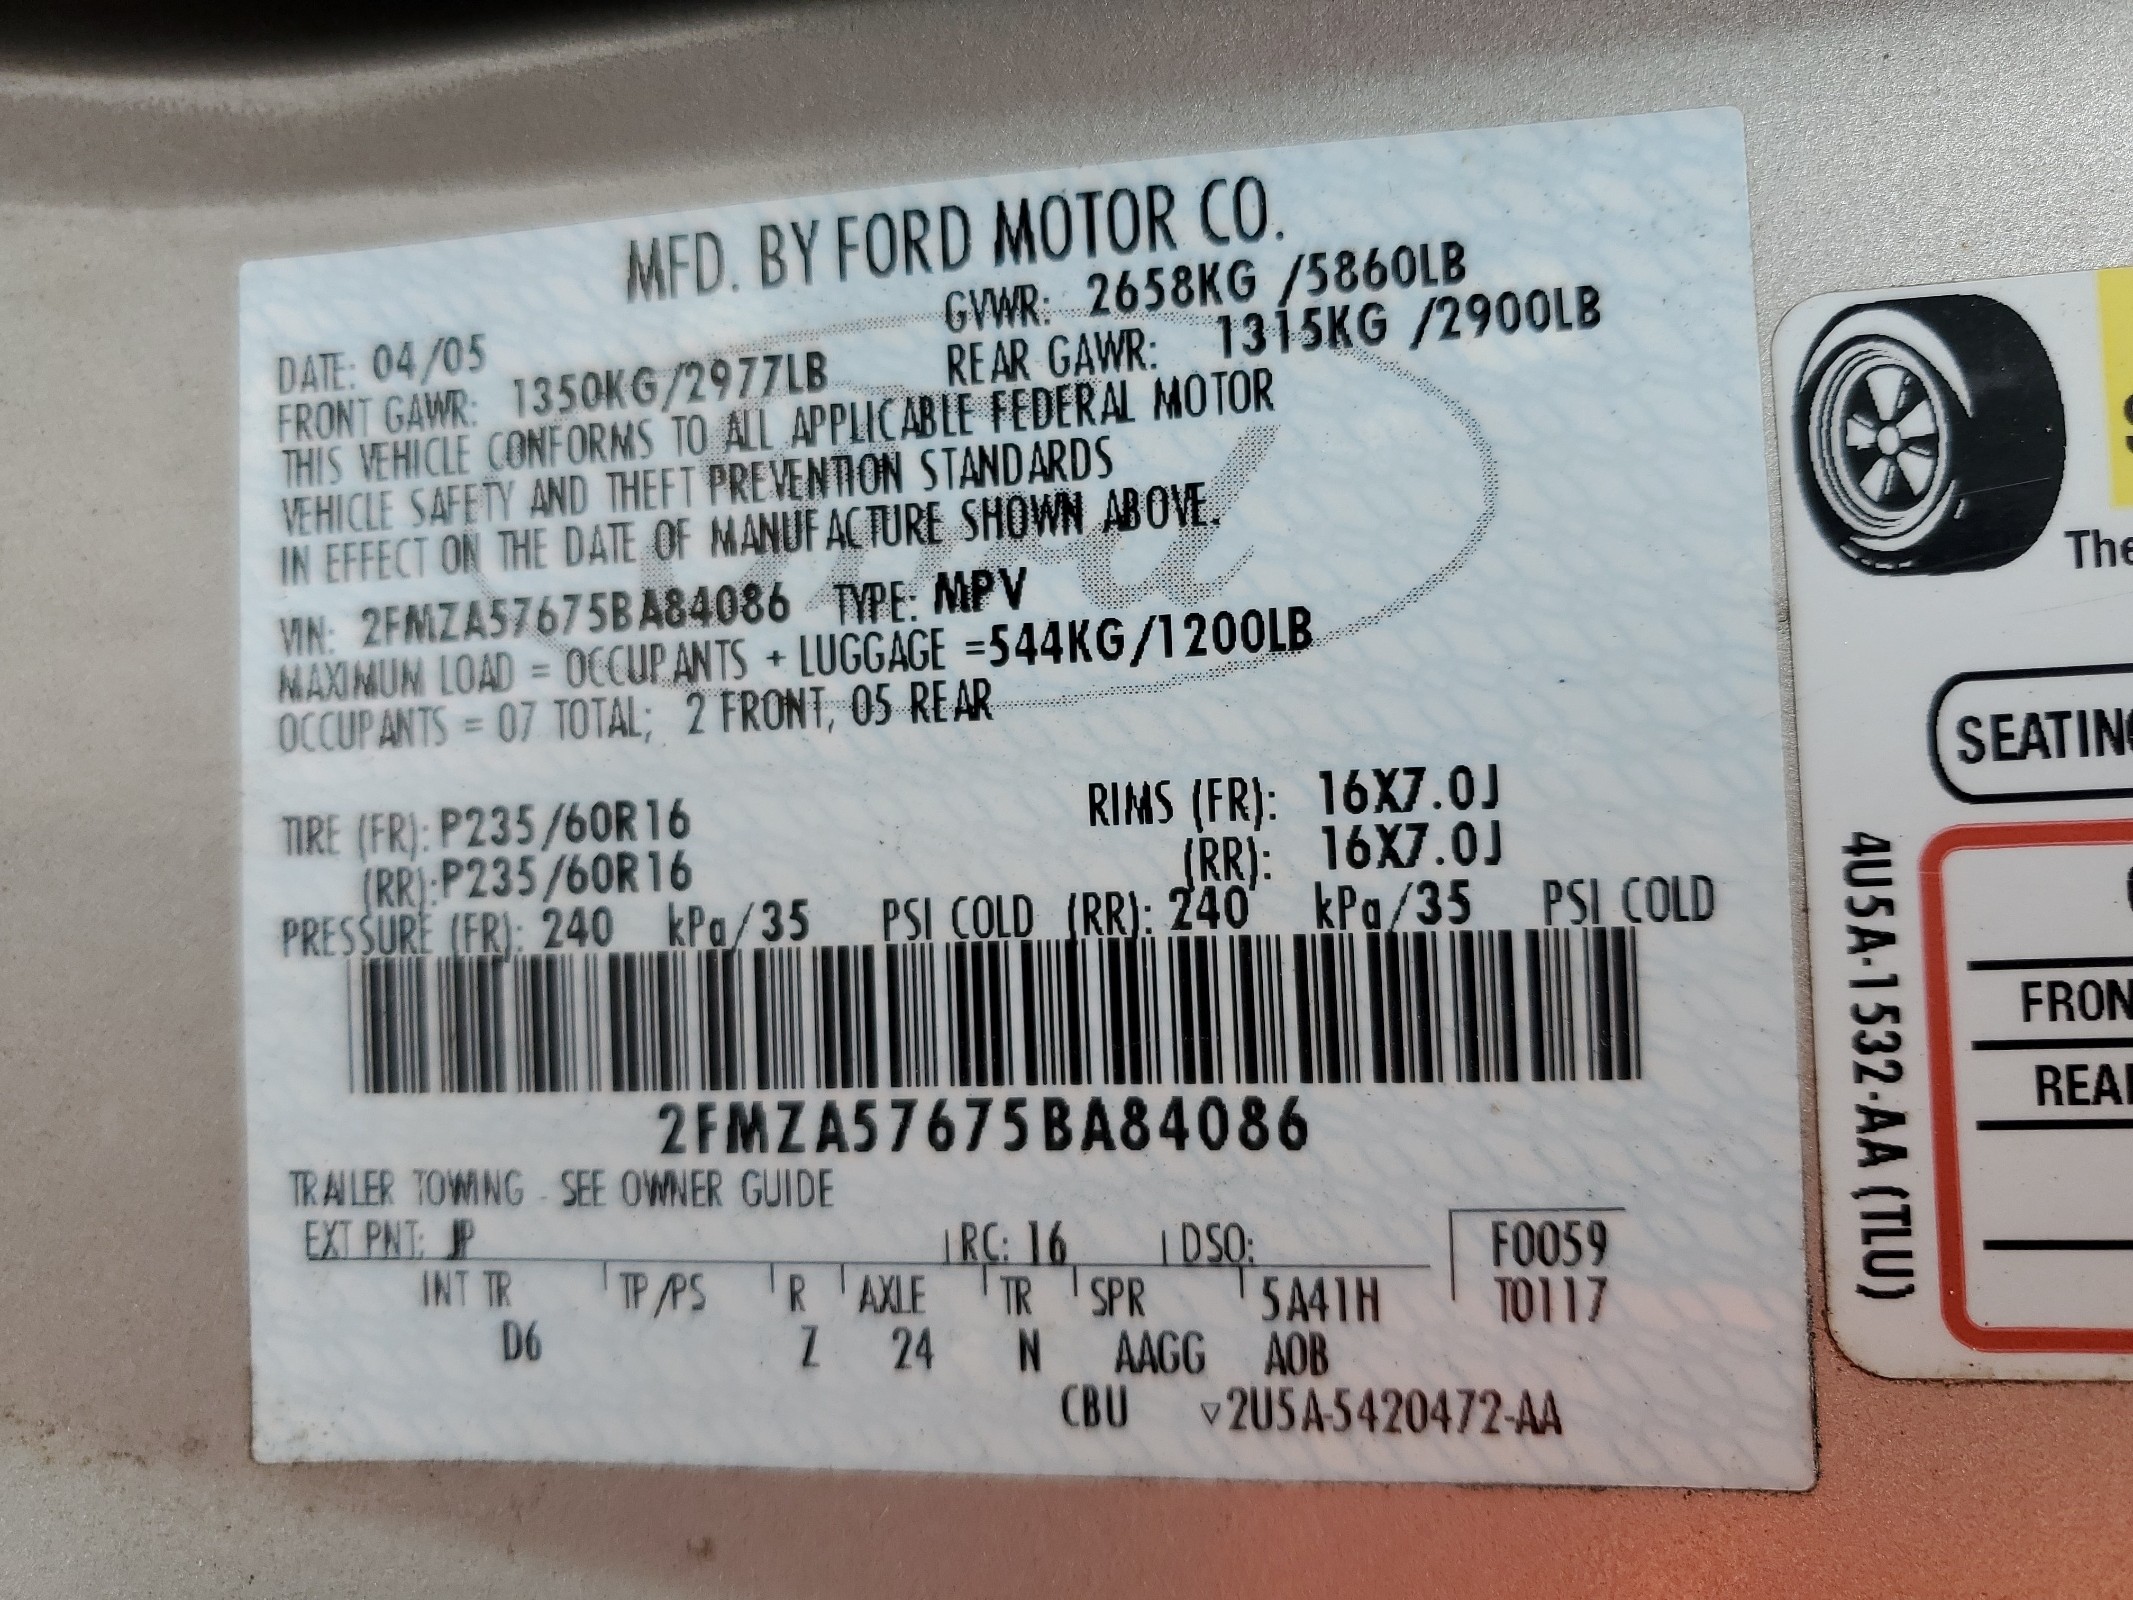 MFD. BY FORD MOTOR CO.
DATE: 04/05 GVWR: 2658KG /5860LB
FRONT GAWR: 1350KG/2977LB REAR GAWR: 1315KG /2900LB
THIS VEHICLE CONFORMS TO ALL APPLICABLE FEDERAL MOTOR
VEHICLE SAFETY AND THEFT PREVENTION STANDARDS
IN EFFECT ON THE DATE OF MANUFACTURE SHOWN ABOVE.
VIN: 2FMZA57675BA84086 TYPE: MPV
MAXIMUM LOAD = OCCUPANTS + LUGGAGE =544KG/1200LB
OCCUPANTS = 07 TOTAL; 2 FRONT, 05 REAR
TIRE (FR): P235/60R16 RIMS (FR): 16X7.0J
(RR): P235/60R16 (RR): 16X7.0J
PRESSURE (FR): 240 kPa/35 PSI COLD (RR): 240 kPa/35 PSI COLD
2FMZA57675BA84086
TRAILER TOWING - SEE OWNER GUIDE
EXT PNT: JP RC: 16 DSO: F0059
INT TR TP/PS R AXLE TR SPR 5A41H T0117
D6 Z 24 N AAGG AOB
CBU ▽2U5A-5420472-AA
The
SEATING
4U5A-1532-AA (TLU)
FRON
REAR